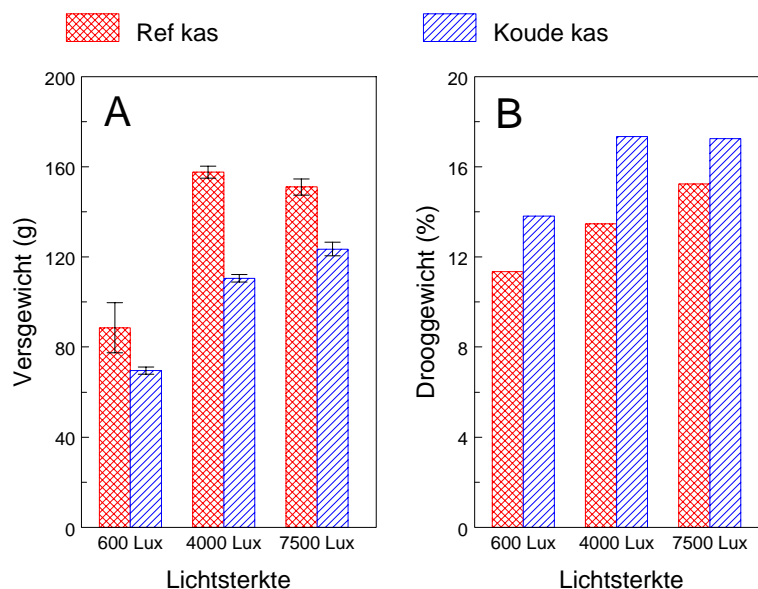 Ref kas
Koude kas
A
200
160
120
80
40
0
Versgewicht (g)
600 Lux
4000 Lux
7500 Lux
Lichtsterkte
B
20
16
12
8
4
0
Drooggewicht (%)
600 Lux
4000 Lux
7500 Lux
Lichtsterkte